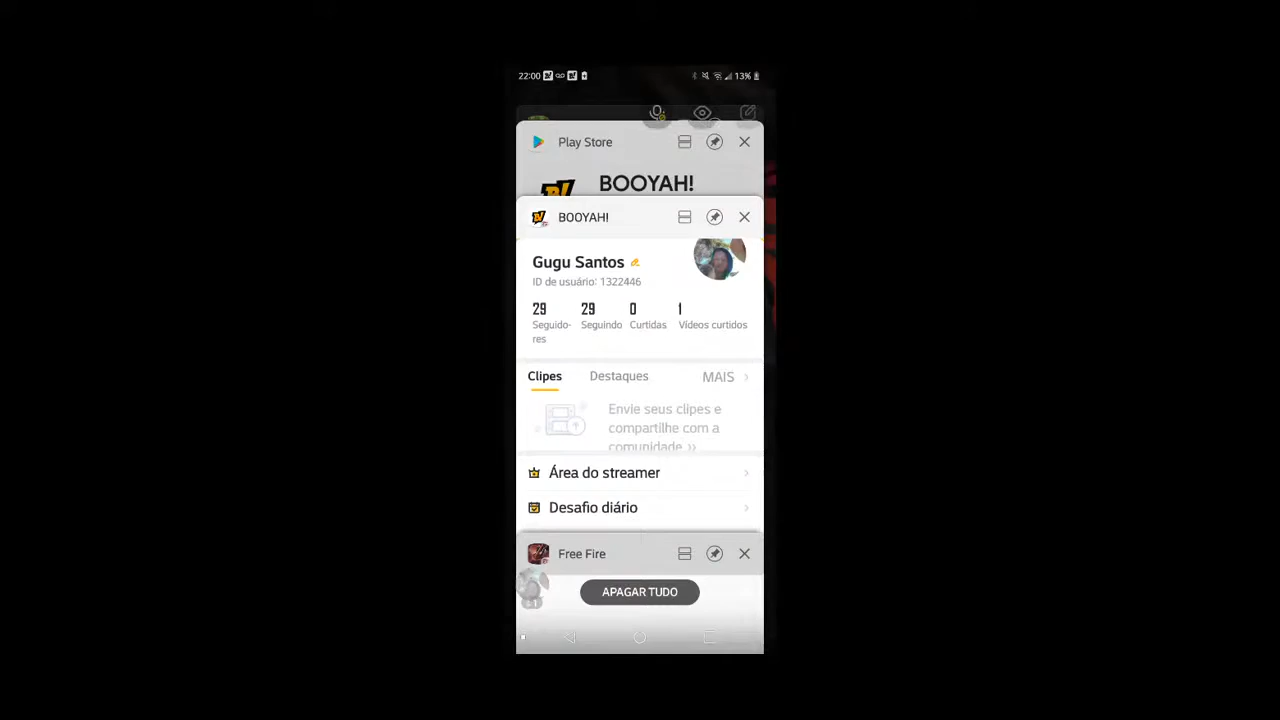 22:00 13%
Play Store
BOOYAH!
BOOYAH!
Gugu Santos
ID de usuário: 1322446
29 29 0 1
Seguido- Seguindo Curtidas Vídeos curtidos
res
Clipes Destaques MAIS
Envie seus clipes e
compartilhe com a
comunidade >>
Área do streamer
Desafio diário
Free Fire
APAGAR TUDO